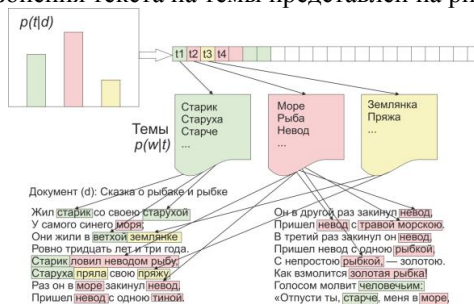 р(t|d)
t1 t2 t3 t4
Темы
p(w|t)
Старик
Старуха
Старче
...
Море
Рыба
Невод
...
Землянка
Пряжа
...
Документ (d): Сказка о рыбаке и рыбке
Жил старик со своею старухой
У самого синего моря;
Они жили в ветхой землянке
Ровно тридцать лет и три года.
Старик ловил неводом рыбу,
Старуха пряла свою пряжу.
Раз он в море закинул невод,
Пришел невод с одною тиной.
Он в другой раз закинул невод,
Пришел невод с травой морскою.
В третий раз закинул он невод,
Пришел невод с одною рыбкой,
С непростою рыбкой, — золотою.
Как взмолится золотая рыбка!
Голосом молвит человечьим:
«Отпусти ты, старче, меня в море,